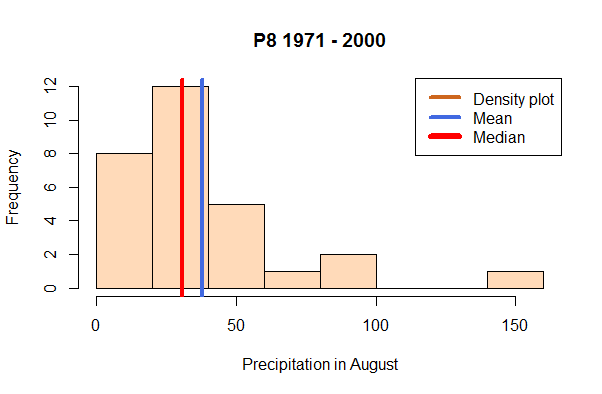 P8 1971 - 2000
Density plot
Mean
Median
Frequency
12
10
8
6
4
2
0
0 50 100 150
Precipitation in August